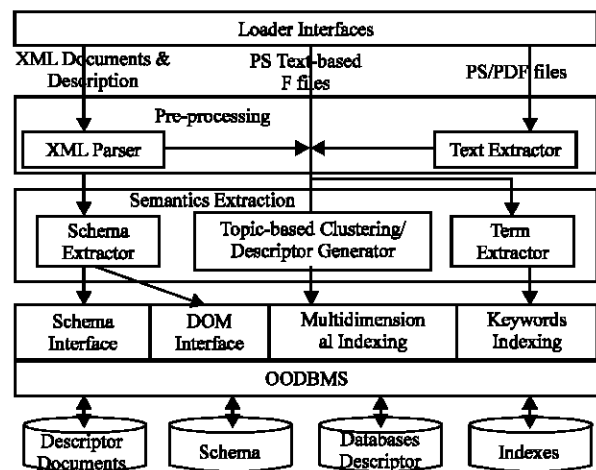 Loader Interfaces
XML Documents &
Description
PS Text-based
F files
PS/PDF files
Pre-processing
XML Parser
Text Extractor
Semantics Extraction
Schema
Extractor
Topic-based Clustering/
Descriptor Generator
Term
Extractor
Schema
Interface
DOM
Interface
Multidimension
al Indexing
Keywords
Indexing
OODBMS
Descriptor
Documents
Schema
Databases
Descriptor
Indexes